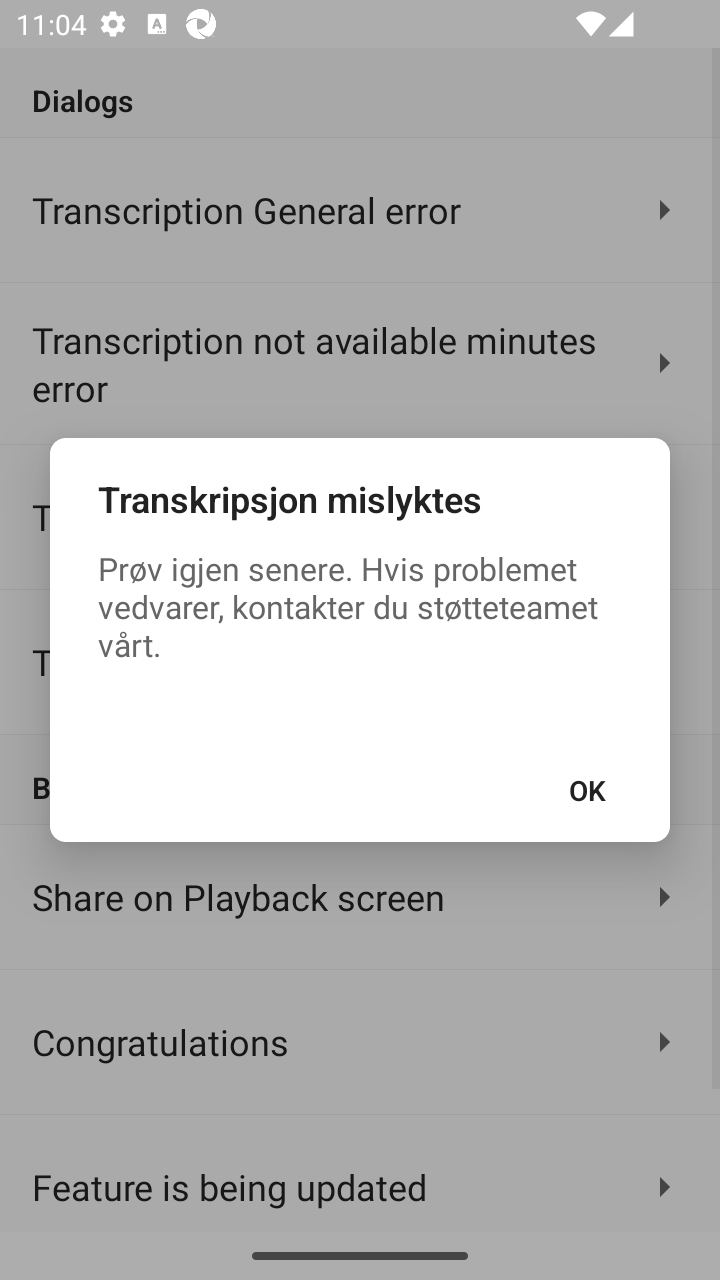 11:04
Dialogs
Transcription General error
Transcription not available minutes
error
T
Transkripsjon mislyktes
Prøv igjen senere. Hvis problemet
vedvarer, kontakter du støtteteamet
vårt.
T
B
OK
Share on Playback screen
Congratulations
Feature is being updated